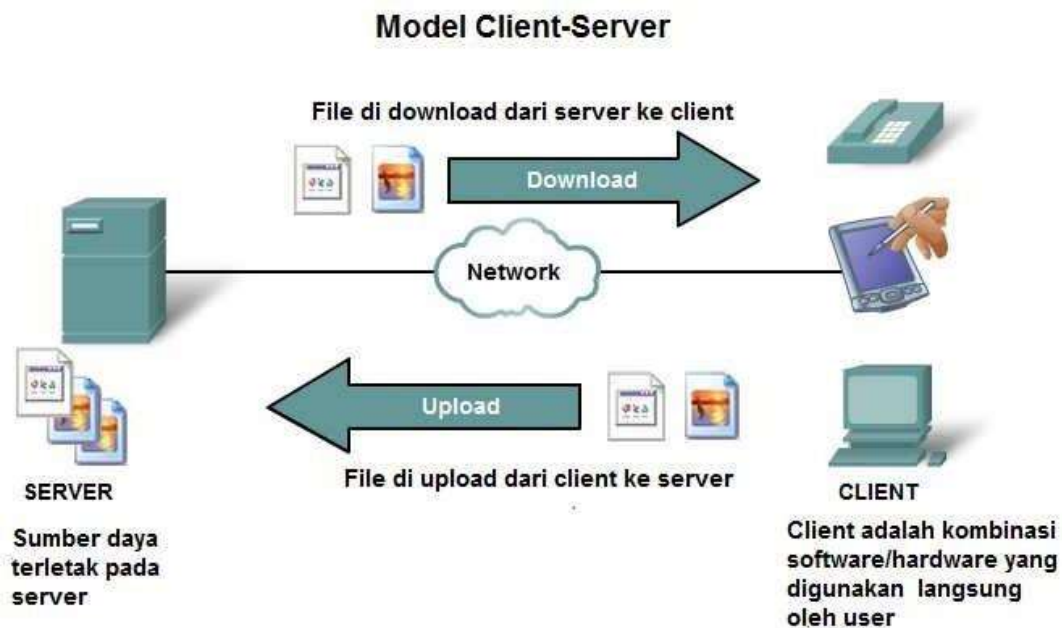 Model Client-Server
File di download dari server ke client
Download
Network
Upload
File di upload dari client ke server
SERVER
Sumber daya
terletak pada
server
CLIENT
Client adalah kombinasi
software/hardware yang
digunakan langsung
oleh user